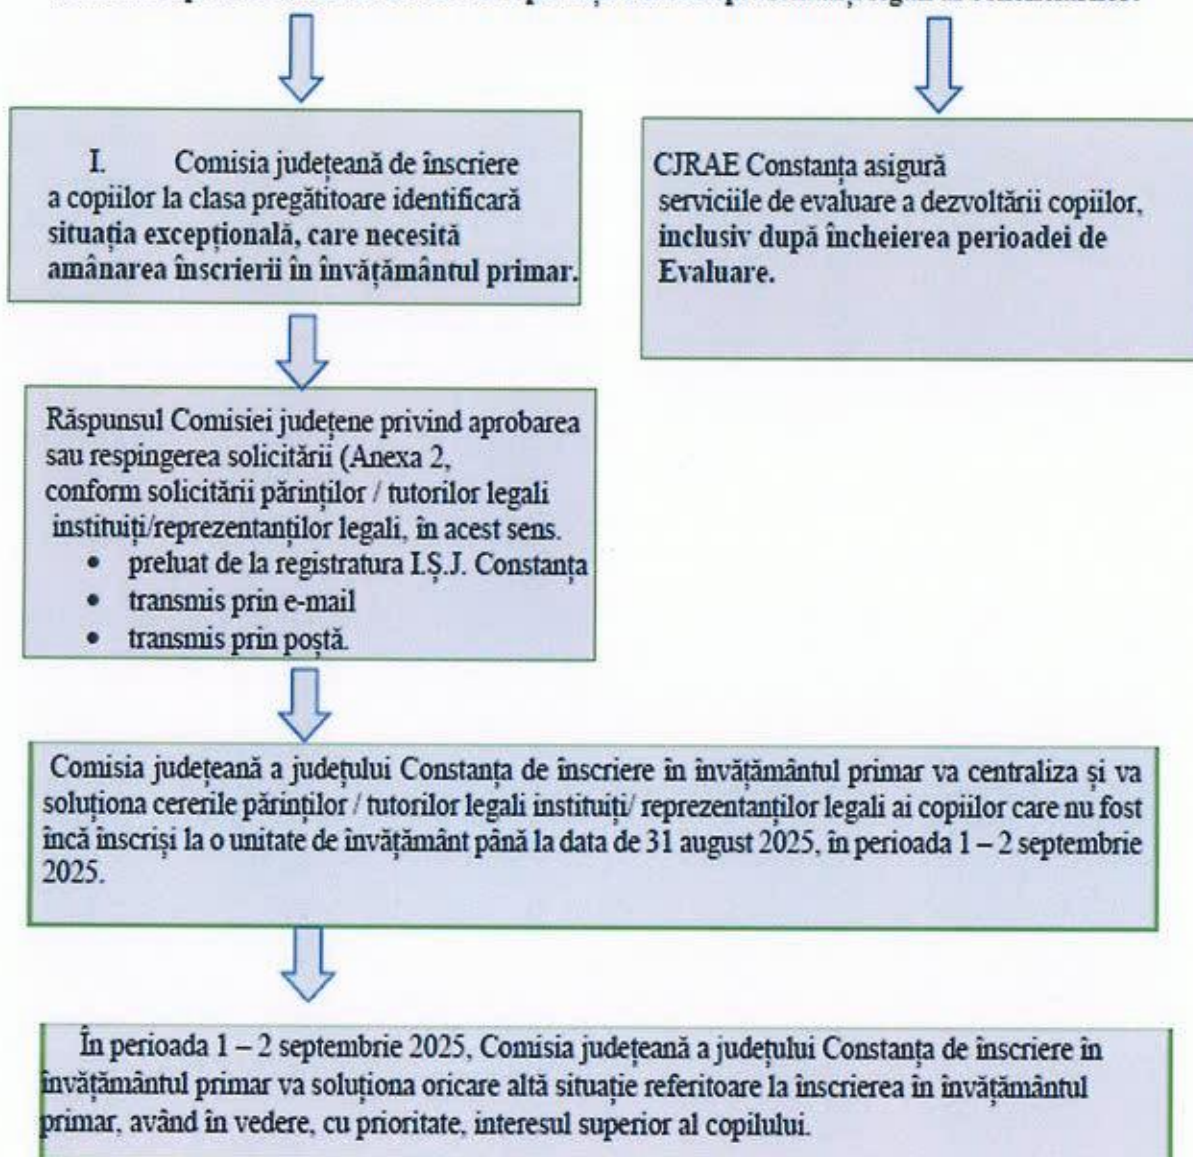 I. Comisia județeană de înscriere
a copiilor la clasa pregătitoare identificară
situația excepțională, care necesită
amânarea înscrierii în învățământul primar.
CJRAE Constanța asigură
serviciile de evaluare a dezvoltării copiilor,
inclusiv după încheierea perioadei de
Evaluare.
Răspunsul Comisiei județene privind aprobarea
sau respingerea solicitării (Anexa 2,
conform solicitării părinților / tutorilor legali
instituiți/reprezentanților legali, în acest sens.
• preluat de la registratura I.Ș.J. Constanța
• transmis prin e-mail
• transmis prin poștă.
Comisia județeană a județului Constanța de înscriere în învățământul primar va centraliza și va
soluționa cererile părinților / tutorilor legali instituiți/ reprezentanților legali ai copiilor care nu fost
încă înscriși la o unitate de învățământ până la data de 31 august 2025, în perioada 1 – 2 septembrie
2025.
În perioada 1 – 2 septembrie 2025, Comisia județeană a județului Constanța de înscriere în
învățământul primar va soluționa oricare altă situație referitoare la înscrierea în învățământul
primar, având în vedere, cu prioritate, interesul superior al copilului.